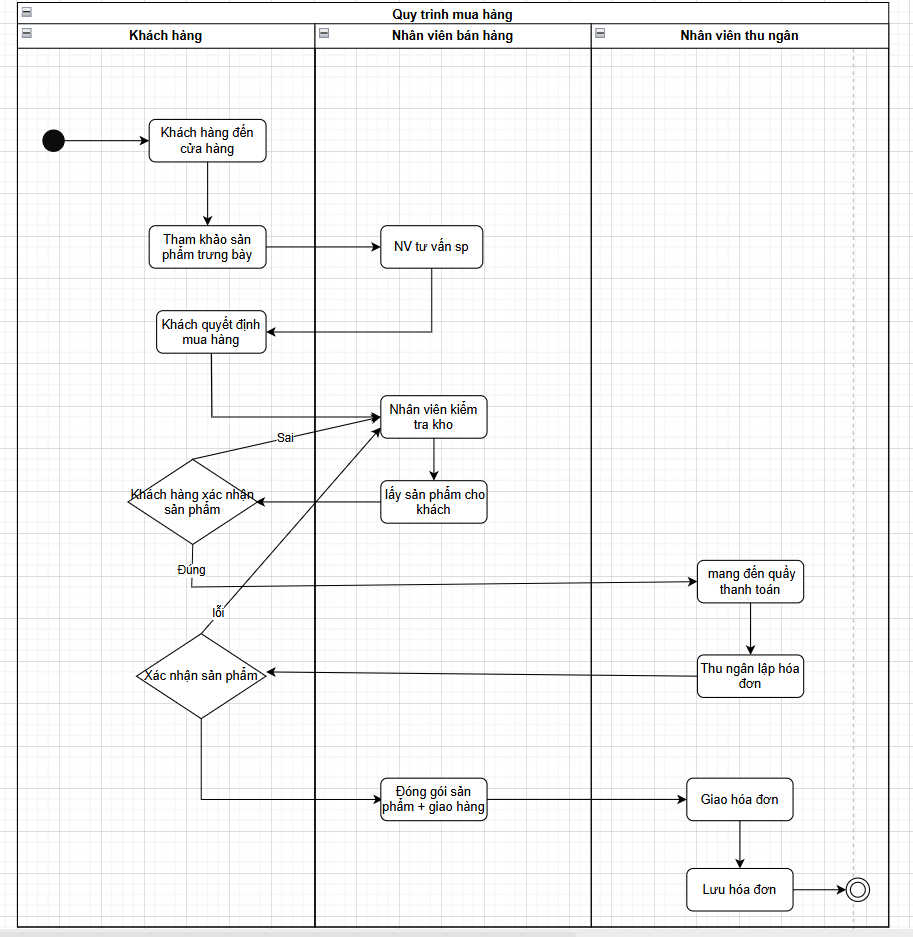 Quy trình mua hàng
Khách hàng
Nhân viên bán hàng
Nhân viên thu ngân
Khách hàng đến
cửa hàng
Tham khảo sản
phẩm trưng bày
NV tư vấn sp
Khách quyết định
mua hàng
Nhân viên kiểm
tra kho
Sai
Khách hàng xác nhận
sản phẩm
lấy sản phẩm cho
khách
Đúng
mang đến quầy
thanh toán
lỗi
Xác nhận sản phẩm
Thu ngân lập hóa
đơn
Đóng gói sản
phẩm + giao hàng
Giao hóa đơn
Lưu hóa đơn